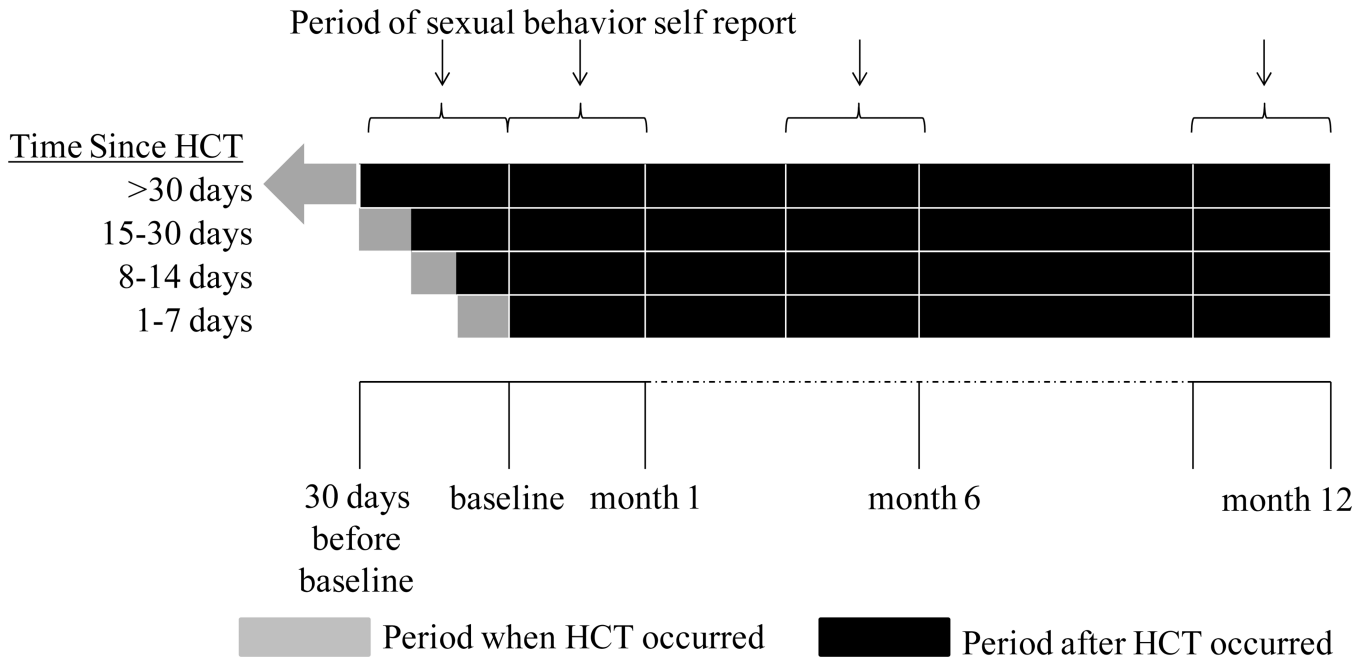 Period of sexual behavior self report
Time Since HCT
>30 days
15-30 days
8-14 days
1-7 days
30 days
before
baseline
baseline
month 1
month 6
month 12
Period when HCT occurred
Period after HCT occurred